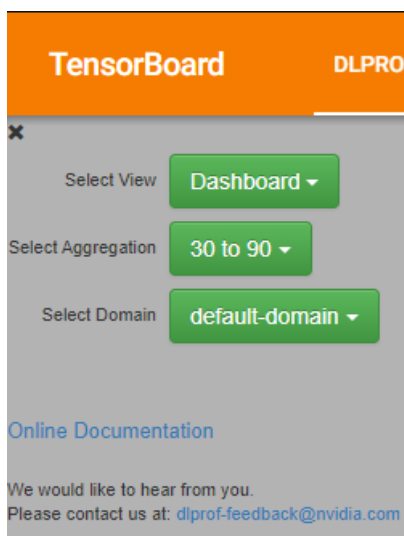 TensorBoard DLPRO
Select View Dashboard
Select Aggregation 30 to 90
Select Domain default-domain
Online Documentation
We would like to hear from you.
Please contact us at: dlprof-feedback@nvidia.com